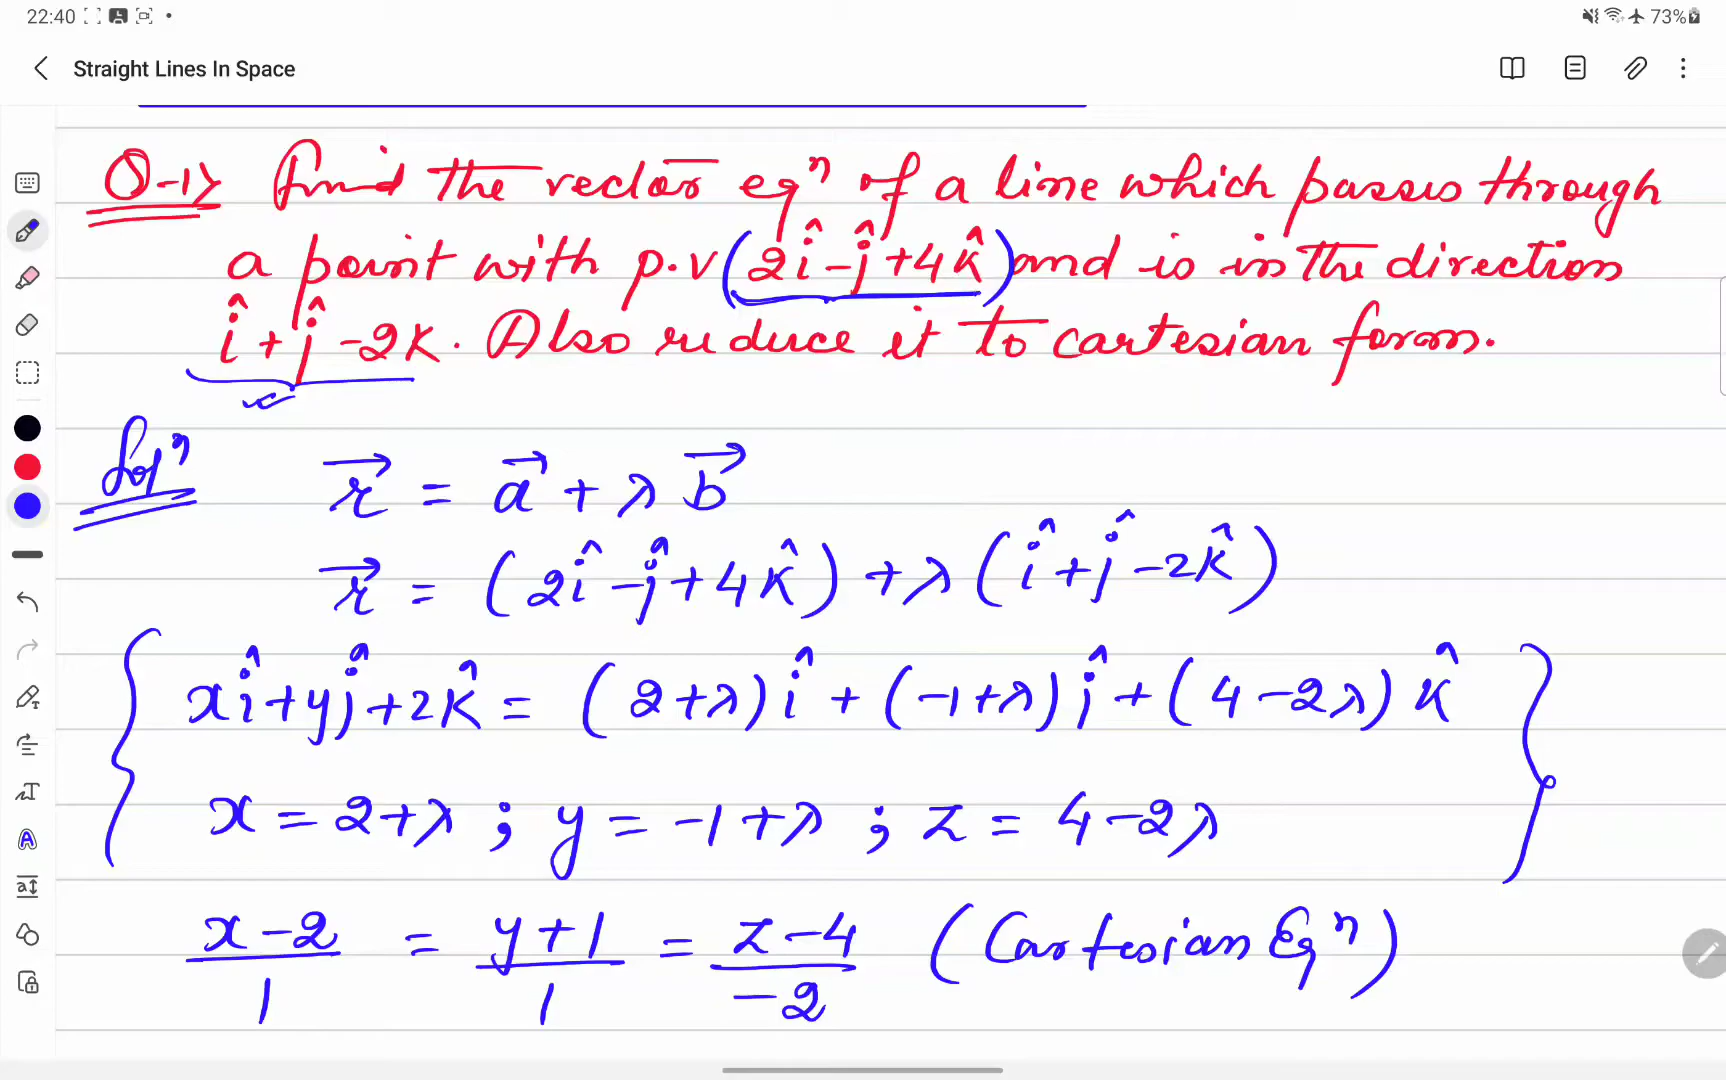 22:40
73%
Straight Lines In Space
Q-1> Find the vector eqⁿ of a line which passes through
a point with p.v (2î - ĵ + 4k̂) and is in the direction
î + ĵ - 2k. Also reduce it to cartesian form.
Solⁿ
r⃗ = a⃗ + λ b⃗
r⃗ = (2î - ĵ + 4k̂) + λ (î + ĵ - 2k̂)
xî + yĵ + zk̂ = (2+λ)î + (-1+λ)ĵ + (4-2λ)k̂
x = 2+λ ; y = -1+λ ; z = 4-2λ
x-2/1 = y+1/1 = z-4/-2 (Cartesian Eqⁿ)